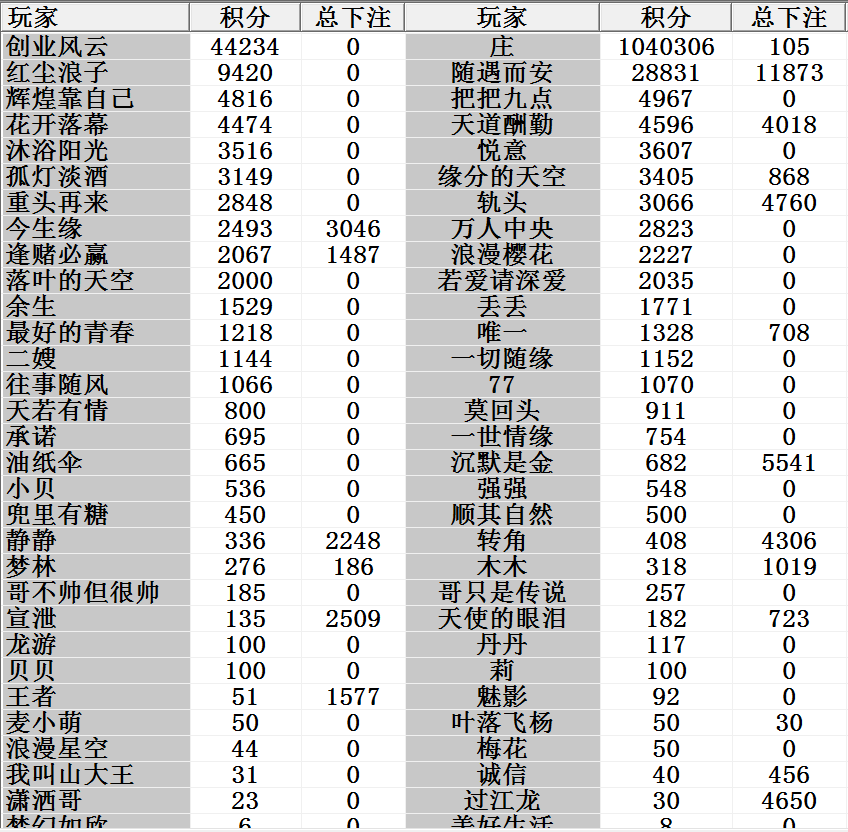 玩家 积分 总下注 玩家 积分 总下注
创业风云 44234 0 庄 1040306 105
红尘浪子 9420 0 随遇而安 28831 11873
辉煌靠自己 4816 0 把把九点 4967 0
花开落幕 4474 0 天道酬勤 4596 4018
沐浴阳光 3516 0 悦意 3607 0
孤灯淡酒 3149 0 缘分的天空 3405 868
重头再来 2848 0 轨头 3066 4760
今生缘 2493 3046 万人中央 2823 0
逢赌必赢 2067 1487 浪漫樱花 2227 0
落叶的天空 2000 0 若爱请深爱 2035 0
余生 1529 0 丢丢 1771 0
最好的青春 1218 0 唯一 1328 708
二嫂 1144 0 一切随缘 1152 0
往事随风 1066 0 77 1070 0
天若有情 800 0 莫回头 911 0
承诺 695 0 一世情缘 754 0
油纸伞 665 0 沉默是金 682 5541
小贝 536 0 强强 548 0
兜里有糖 450 0 顺其自然 500 0
静静 336 2248 转角 408 4306
梦林 276 186 木木 318 1019
哥不帅但很帅 185 0 哥只是传说 257 0
宣泄 135 2509 天使的眼泪 182 723
龙游 100 0 丹丹 117 0
贝贝 100 0 莉 100 0
王者 51 1577 魅影 92 0
麦小萌 50 0 叶落飞杨 50 30
浪漫星空 44 0 梅花 50 0
我叫山大王 31 0 诚信 40 456
潇洒哥 23 0 过江龙 30 4650
梦幻如欣 6 0 美好生活 8 0